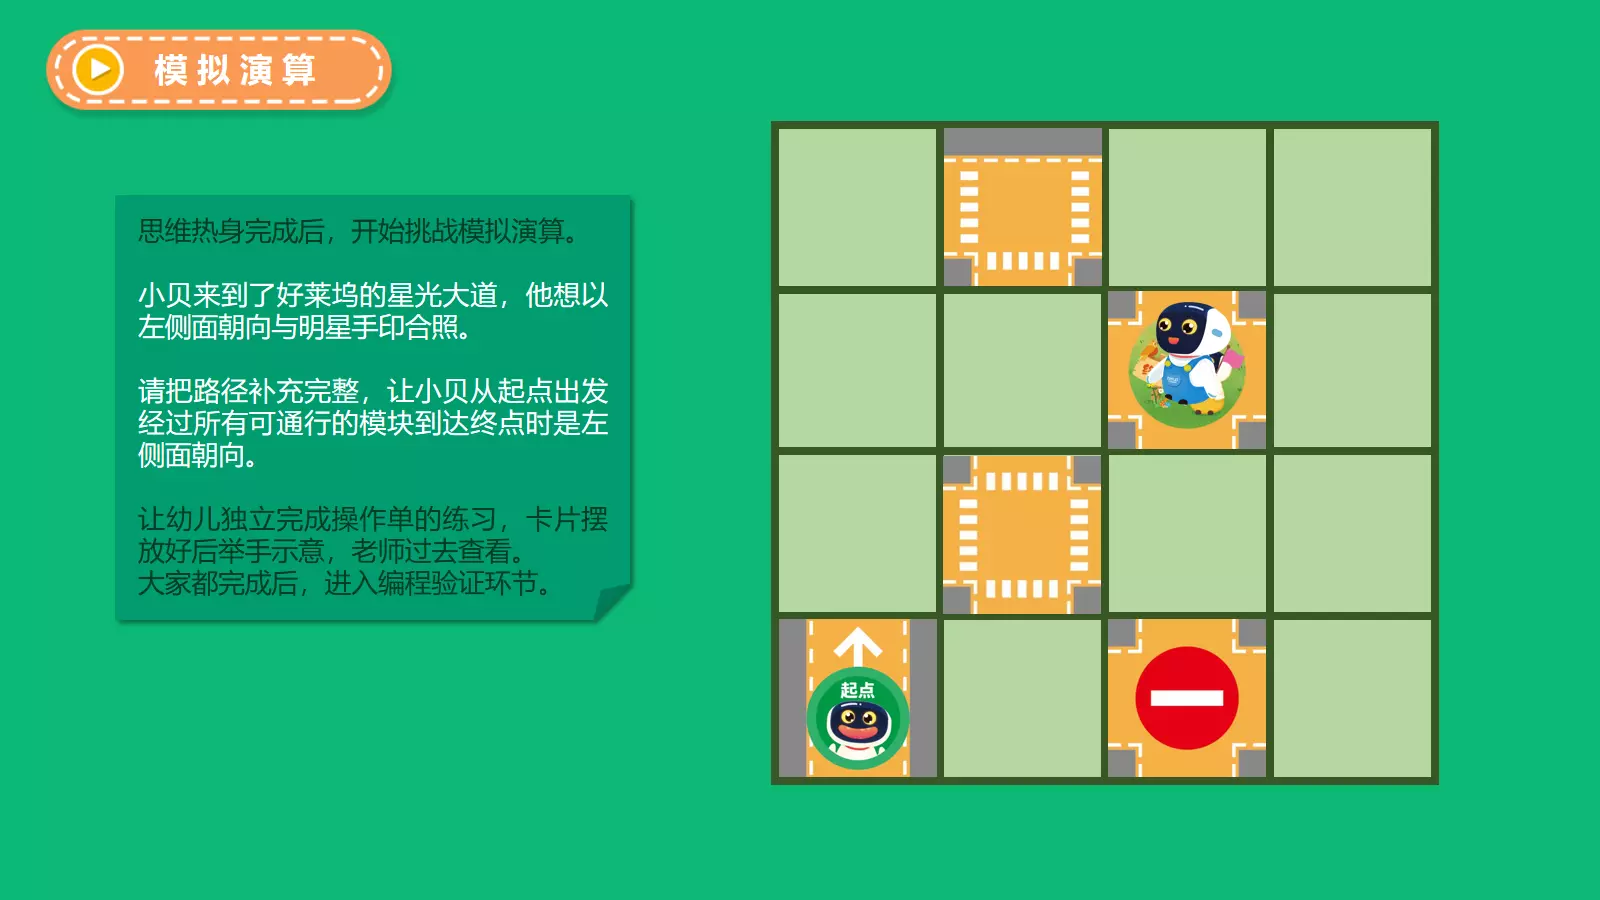 模拟演算
思维热身完成后，开始挑战模拟演算。
小贝来到了好莱坞的星光大道，他想以
左侧面朝向与明星手印合照。
请把路径补充完整，让小贝从起点出发
经过所有可通行的模块到达终点时是左
侧面朝向。
让幼儿独立完成操作单的练习，卡片摆
放好后举手示意，老师过去查看。
大家都完成后，进入编程验证环节。
起点